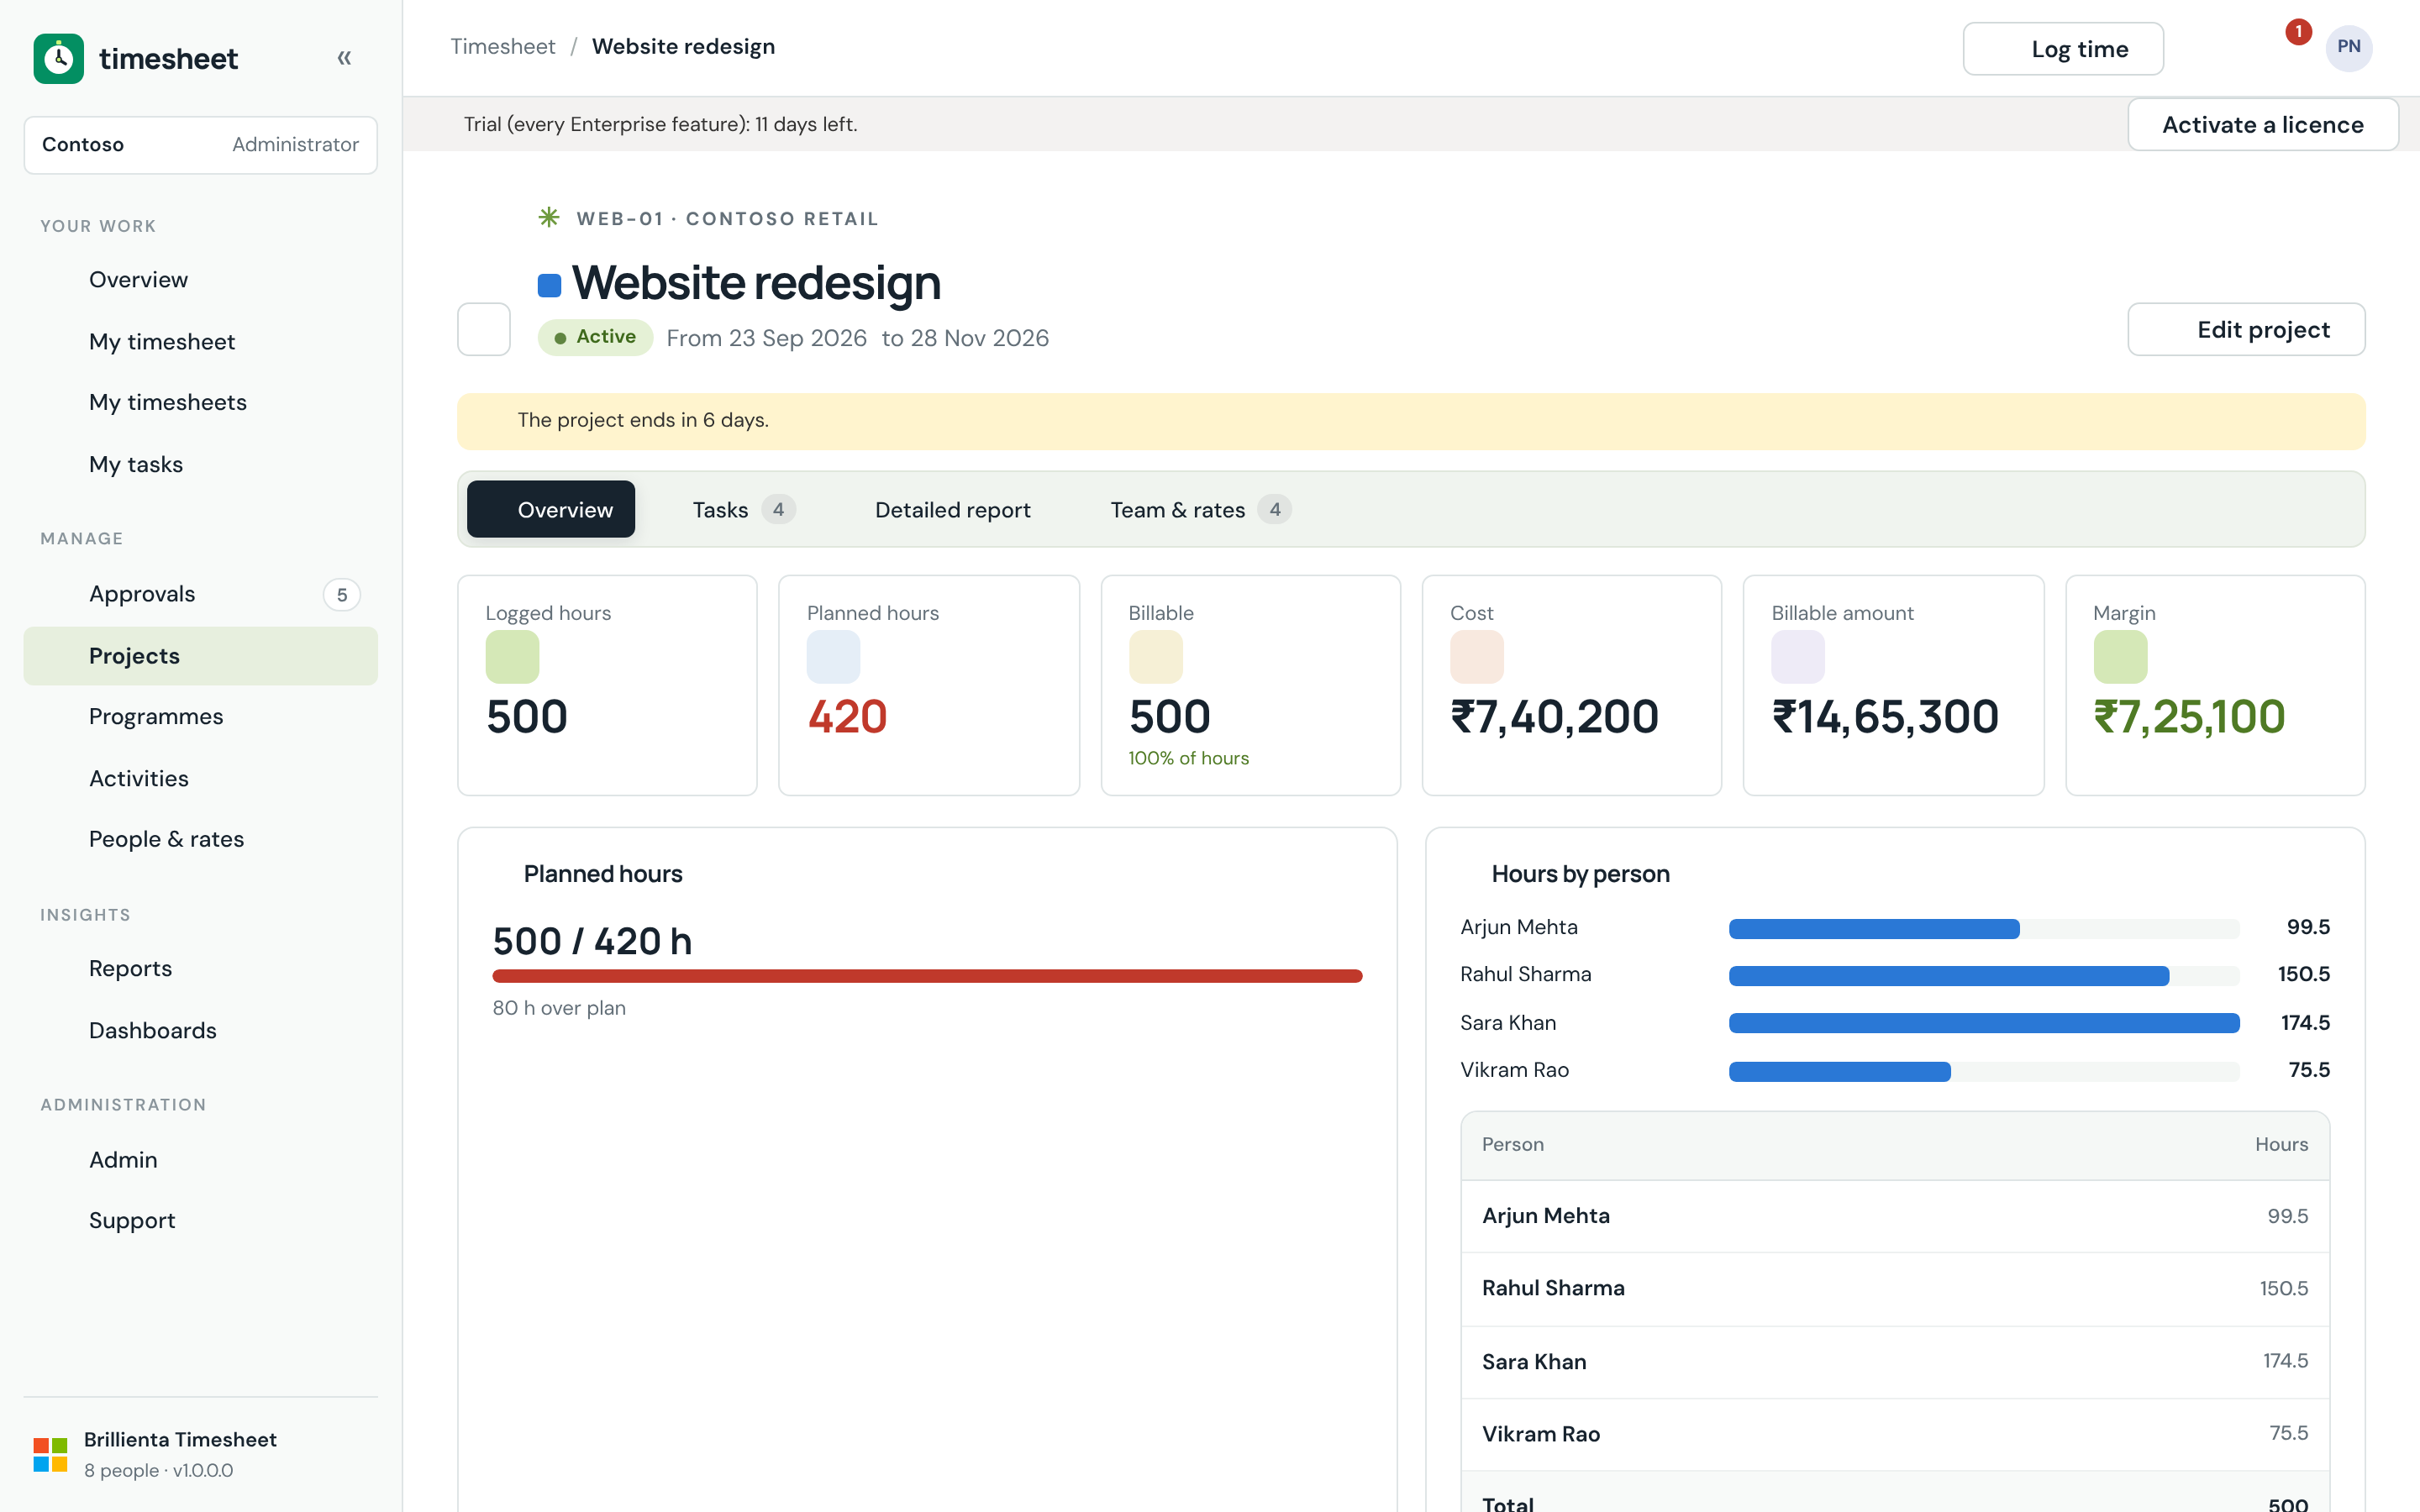 timesheet
«
Contoso Administrator
YOUR WORK
Overview
My timesheet
My timesheets
My tasks
MANAGE
Approvals 5
Projects
Programmes
Activities
People & rates
INSIGHTS
Reports
Dashboards
ADMINISTRATION
Admin
Support
Brillienta Timesheet
8 people · v1.0.0.0
Timesheet / Website redesign
Log time
1
PN
Trial (every Enterprise feature): 11 days left.
Activate a licence
WEB-01 · CONTOSO RETAIL
Website redesign
Active From 23 Sep 2026 to 28 Nov 2026
Edit project
The project ends in 6 days.
Overview Tasks 4 Detailed report Team & rates 4
Logged hours
500
Planned hours
420
Billable
500
100% of hours
Cost
₹7,40,200
Billable amount
₹14,65,300
Margin
₹7,25,100
Planned hours
500 / 420 h
80 h over plan
Hours by person
Arjun Mehta 99.5
Rahul Sharma 150.5
Sara Khan 174.5
Vikram Rao 75.5
Person Hours
Arjun Mehta 99.5
Rahul Sharma 150.5
Sara Khan 174.5
Vikram Rao 75.5
Total 500